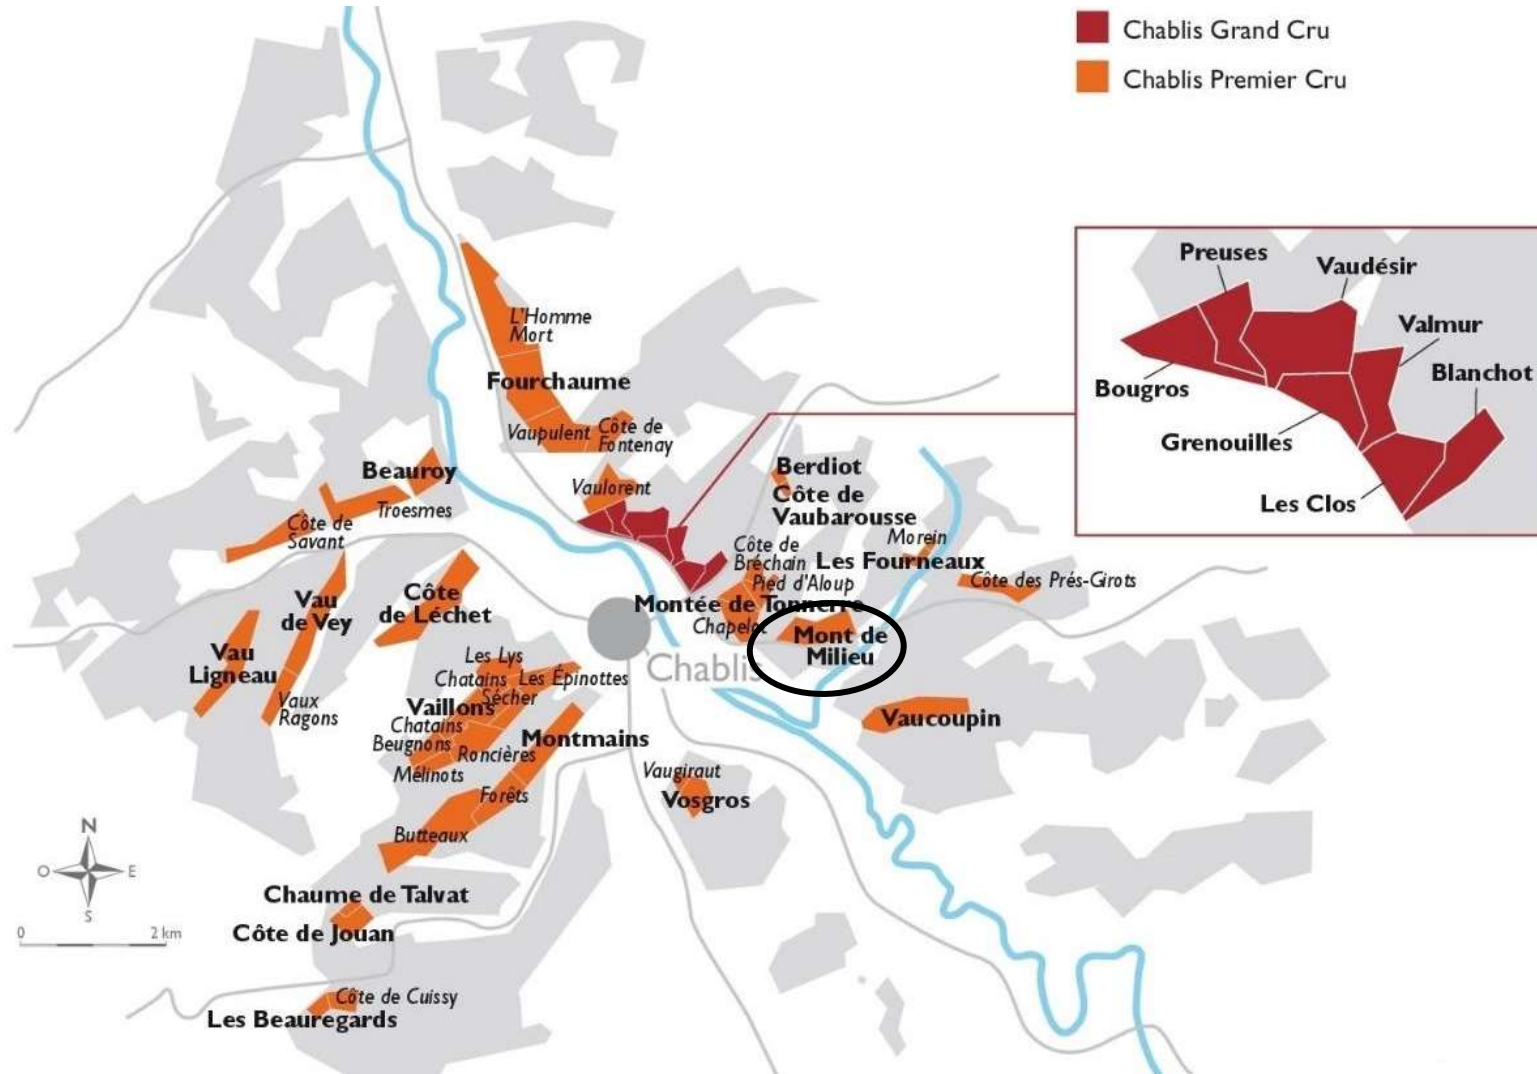 Chablis Grand Cru
Chablis Premier Cru
Preuses
Vaudésir
Valmur
Blanchot
Bougros
Grenouilles
Les Clos
L'Homme
Mort
Fourchaume
Vaupulent
Côte de
Fontenay
Beauroy
Troesmes
Côte de
Savant
Vaulorent
Berdiot
Côte de
Vaubarousse
Morein
Côte de
Bréchain
Les Fourneaux
Pied d'Aloup
Côte des Prés-Girots
Montée de Tonnerre
Chapelot
Mont de
Milieu
Vau
de Vey
Côte
de Léchet
Vau
Ligneau
Vaux
Ragons
Chablis
Les Lys
Chatains
Les Épinottes
Sécher
Vaillons
Chatains
Beugnons
Roncières
Mélinots
Montmains
Forêts
Butteaux
Vaucoupin
Vaugiraut
Vosgros
Chaume de Talvat
Côte de Jouan
Côte de Cuissy
Les Beauregards
N
O
E
S
0
2 km